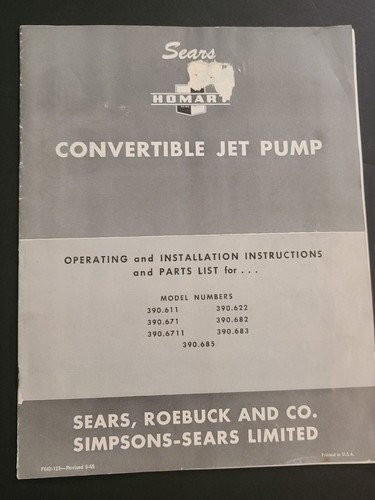 Sears
HOMART
CONVERTIBLE JET PUMP
OPERATING and INSTALLATION INSTRUCTIONS
and PARTS LIST for . . .
MODEL NUMBERS
390.611 390.622
390.671 390.682
390.6711 390.683
390.685
SEARS, ROEBUCK AND CO.
SIMPSONS-SEARS LIMITED
Printed in U.S.A.